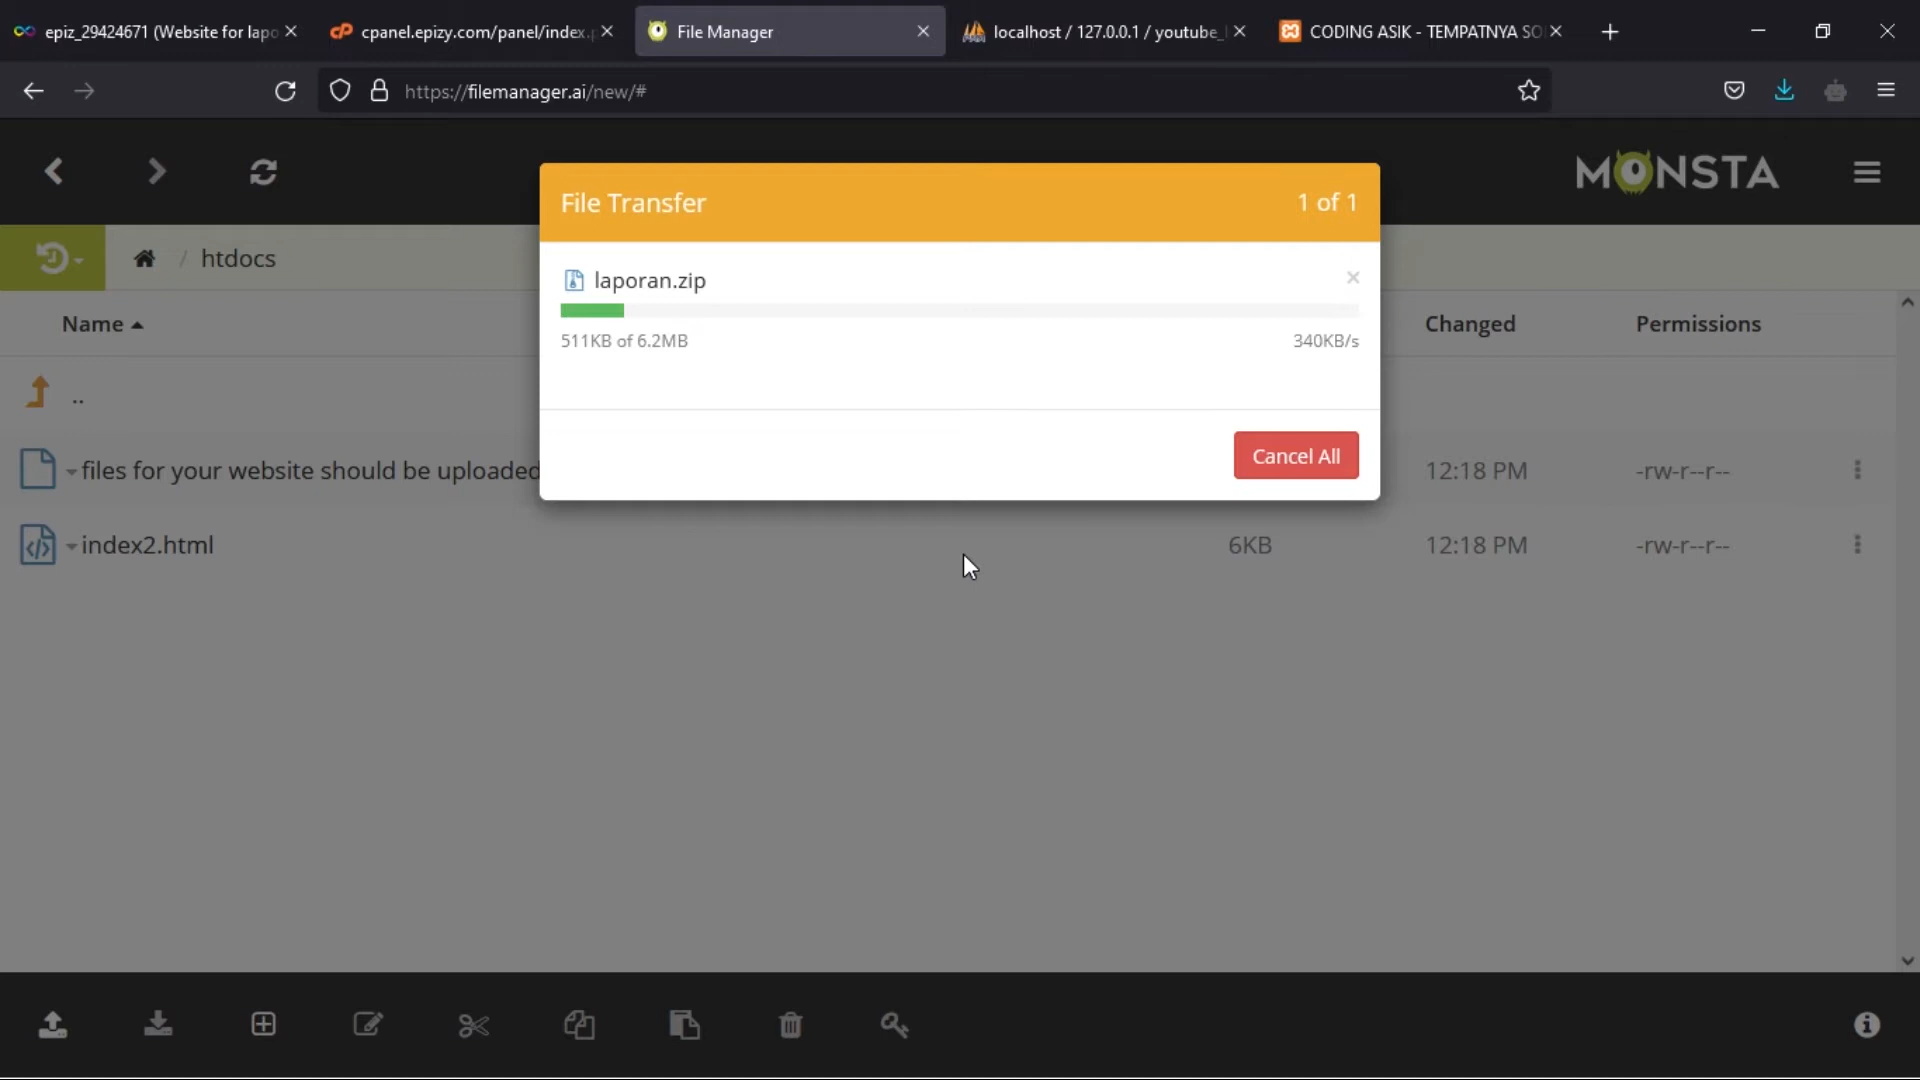 epiz_29424671 (Website for lapo
cpanel.epizy.com/panel/index.p
File Manager
localhost / 127.0.0.1 / youtube_l
CODING ASIK - TEMPATNYA SO
https://filemanager.ai/new/#
MONSTA
File Transfer
1 of 1
htdocs
laporan.zip
511KB of 6.2MB
340KB/s
Cancel All
Name
Changed
Permissions
..
files for your website should be uploaded
12:18 PM
-rw-r--r--
index2.html
6KB
12:18 PM
-rw-r--r--